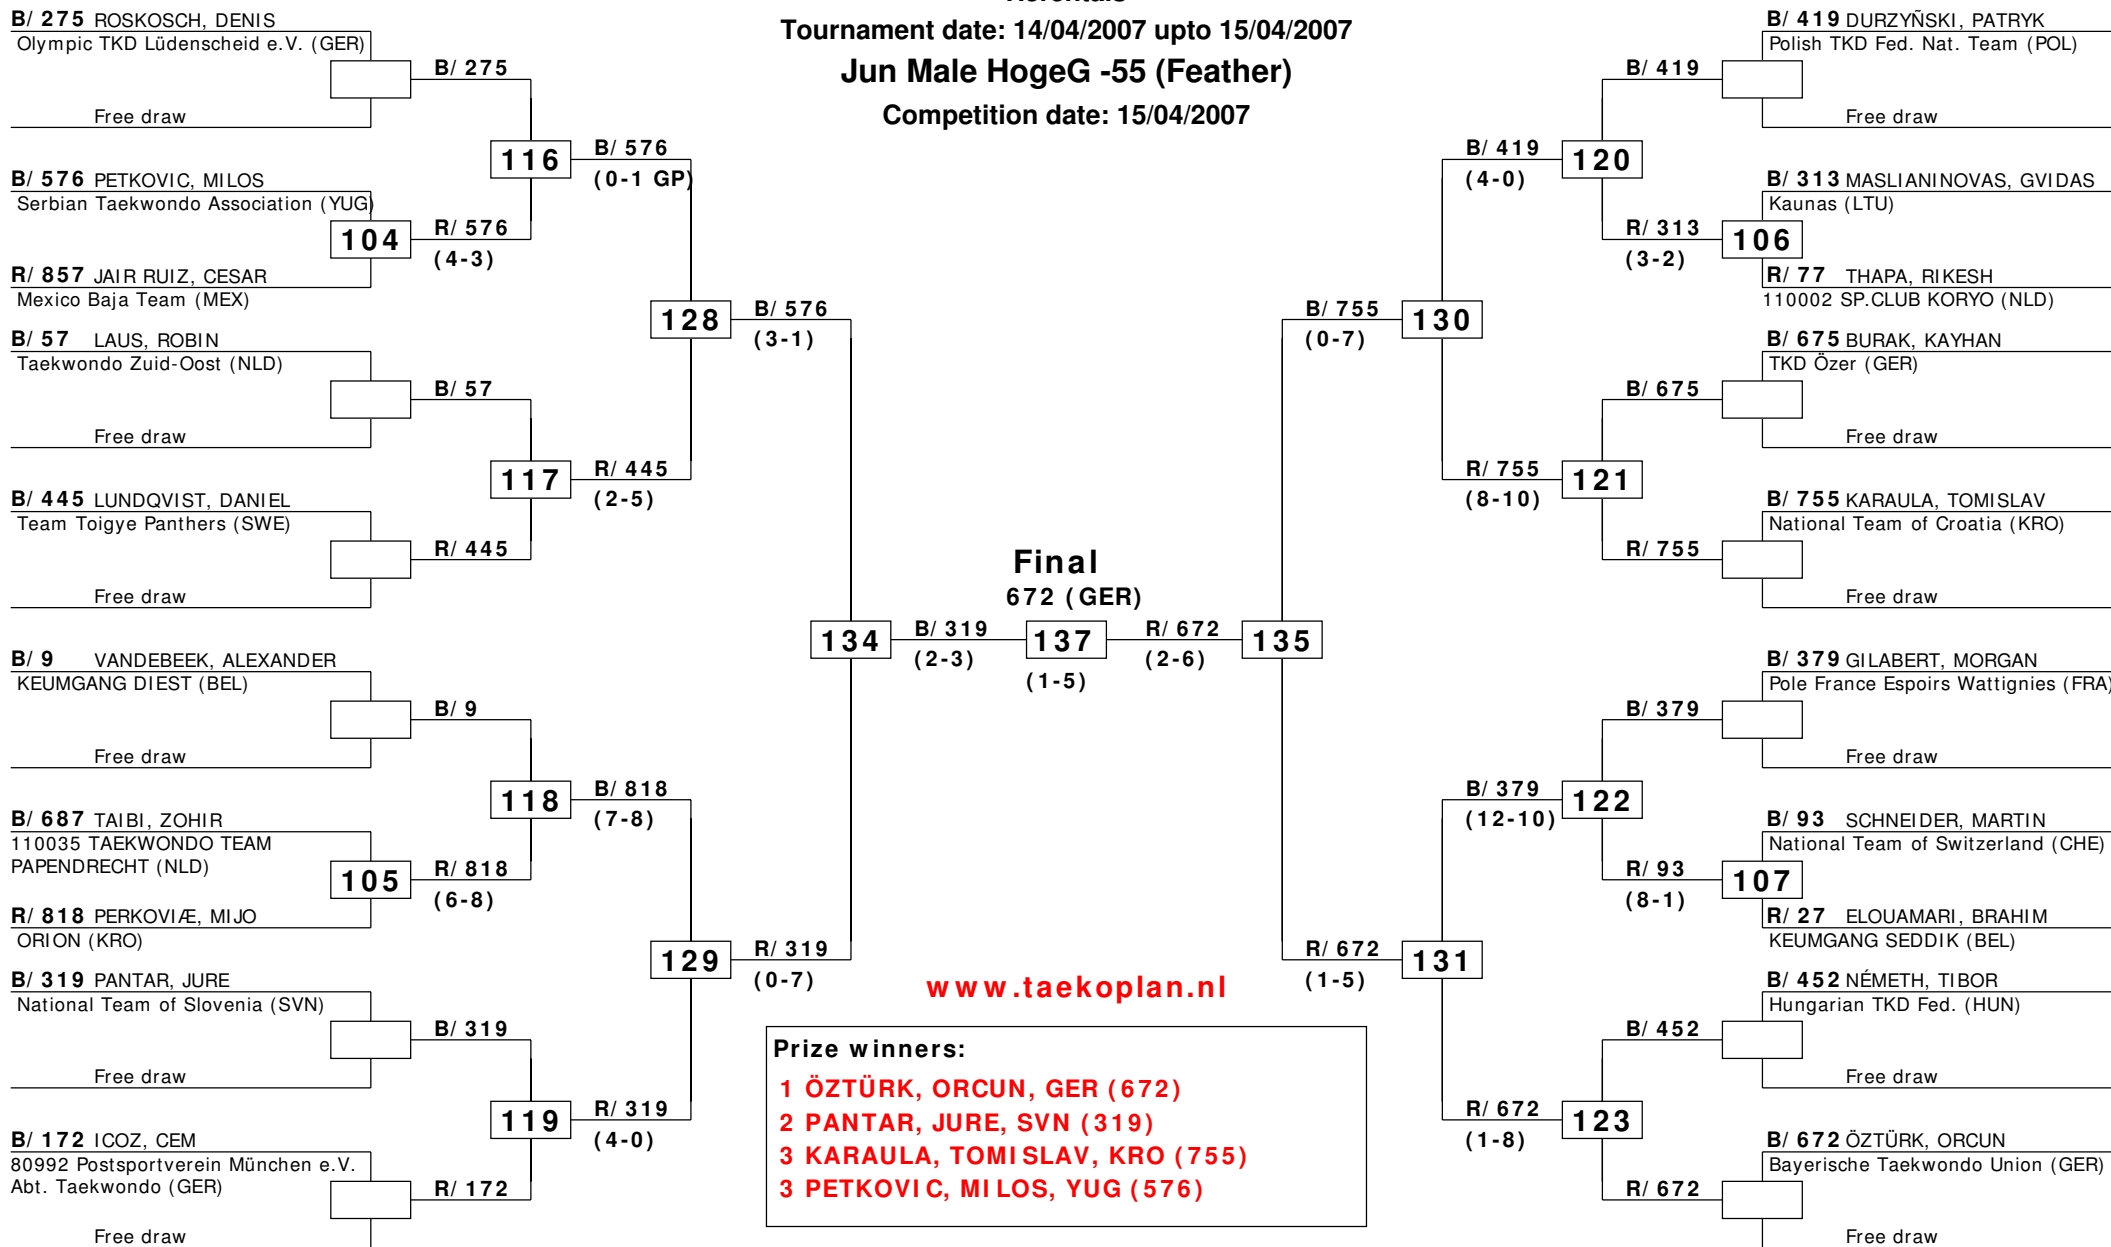 Tournament date: 14/04/2007 upto 15/04/2007
Jun Male HogeG -55 (Feather)
Competition date: 15/04/2007
B/ 275 ROSKOSCH, DENIS
Olympic TKD Lüdenscheid e.V. (GER)
B/ 275
Free draw
116
B/ 576
(0-1 GP)
B/ 576 PETKOVIC, MILOS
Serbian Taekwondo Association (YUG)
104
R/ 576
(4-3)
R/ 857 JAIR RUIZ, CESAR
Mexico Baja Team (MEX)
128
B/ 576
(3-1)
B/ 57 LAUS, ROBIN
Taekwondo Zuid-Oost (NLD)
B/ 57
Free draw
117
R/ 445
(2-5)
B/ 445 LUNDQVIST, DANIEL
Team Toigye Panthers (SWE)
R/ 445
Free draw
B/ 9 VANDEBEEK, ALEXANDER
KEUMGANG DIEST (BEL)
B/ 9
Free draw
118
B/ 818
(7-8)
B/ 687 TAIBI, ZOHIR
110035 TAEKWONDO TEAM
PAPENDRECHT (NLD)
105
R/ 818
(6-8)
R/ 818 PERKOVIÆ, MIJO
ORION (KRO)
129
R/ 319
(0-7)
B/ 319 PANTAR, JURE
National Team of Slovenia (SVN)
B/ 319
Free draw
119
R/ 319
(4-0)
B/ 172 ICOZ, CEM
80992 Postsportverein München e.V.
Abt. Taekwondo (GER)
R/ 172
Free draw
Final
672 (GER)
134
B/ 319
(2-3)
137
(1-5)
R/ 672
(2-6)
135
www.taekoplan.nl
Prize winners:
1 ÖZTÜRK, ORCUN, GER (672)
2 PANTAR, JURE, SVN (319)
3 KARAULA, TOMISLAV, KRO (755)
3 PETKOVIC, MILOS, YUG (576)
B/ 419 DURZYÑSKI, PATRYK
Polish TKD Fed. Nat. Team (POL)
B/ 419
Free draw
B/ 419
(4-0)
120
B/ 313 MASLIANINOVAS, GVIDAS
Kaunas (LTU)
R/ 313
(3-2)
106
R/ 77 THAPA, RIKESH
110002 SP.CLUB KORYO (NLD)
B/ 755
(0-7)
130
B/ 675 BURAK, KAYHAN
TKD Özer (GER)
B/ 675
Free draw
R/ 755
(8-10)
121
B/ 755 KARAULA, TOMISLAV
National Team of Croatia (KRO)
R/ 755
Free draw
B/ 379 GILABERT, MORGAN
Pole France Espoirs Wattignies (FRA)
B/ 379
Free draw
B/ 379
(12-10)
122
B/ 93 SCHNEIDER, MARTIN
National Team of Switzerland (CHE)
R/ 93
(8-1)
107
R/ 27 ELOUAMARI, BRAHIM
KEUMGANG SEDDIK (BEL)
R/ 672
(1-5)
131
B/ 452 NÉMETH, TIBOR
Hungarian TKD Fed. (HUN)
B/ 452
Free draw
R/ 672
(1-8)
123
B/ 672 ÖZTÜRK, ORCUN
Bayerische Taekwondo Union (GER)
R/ 672
Free draw